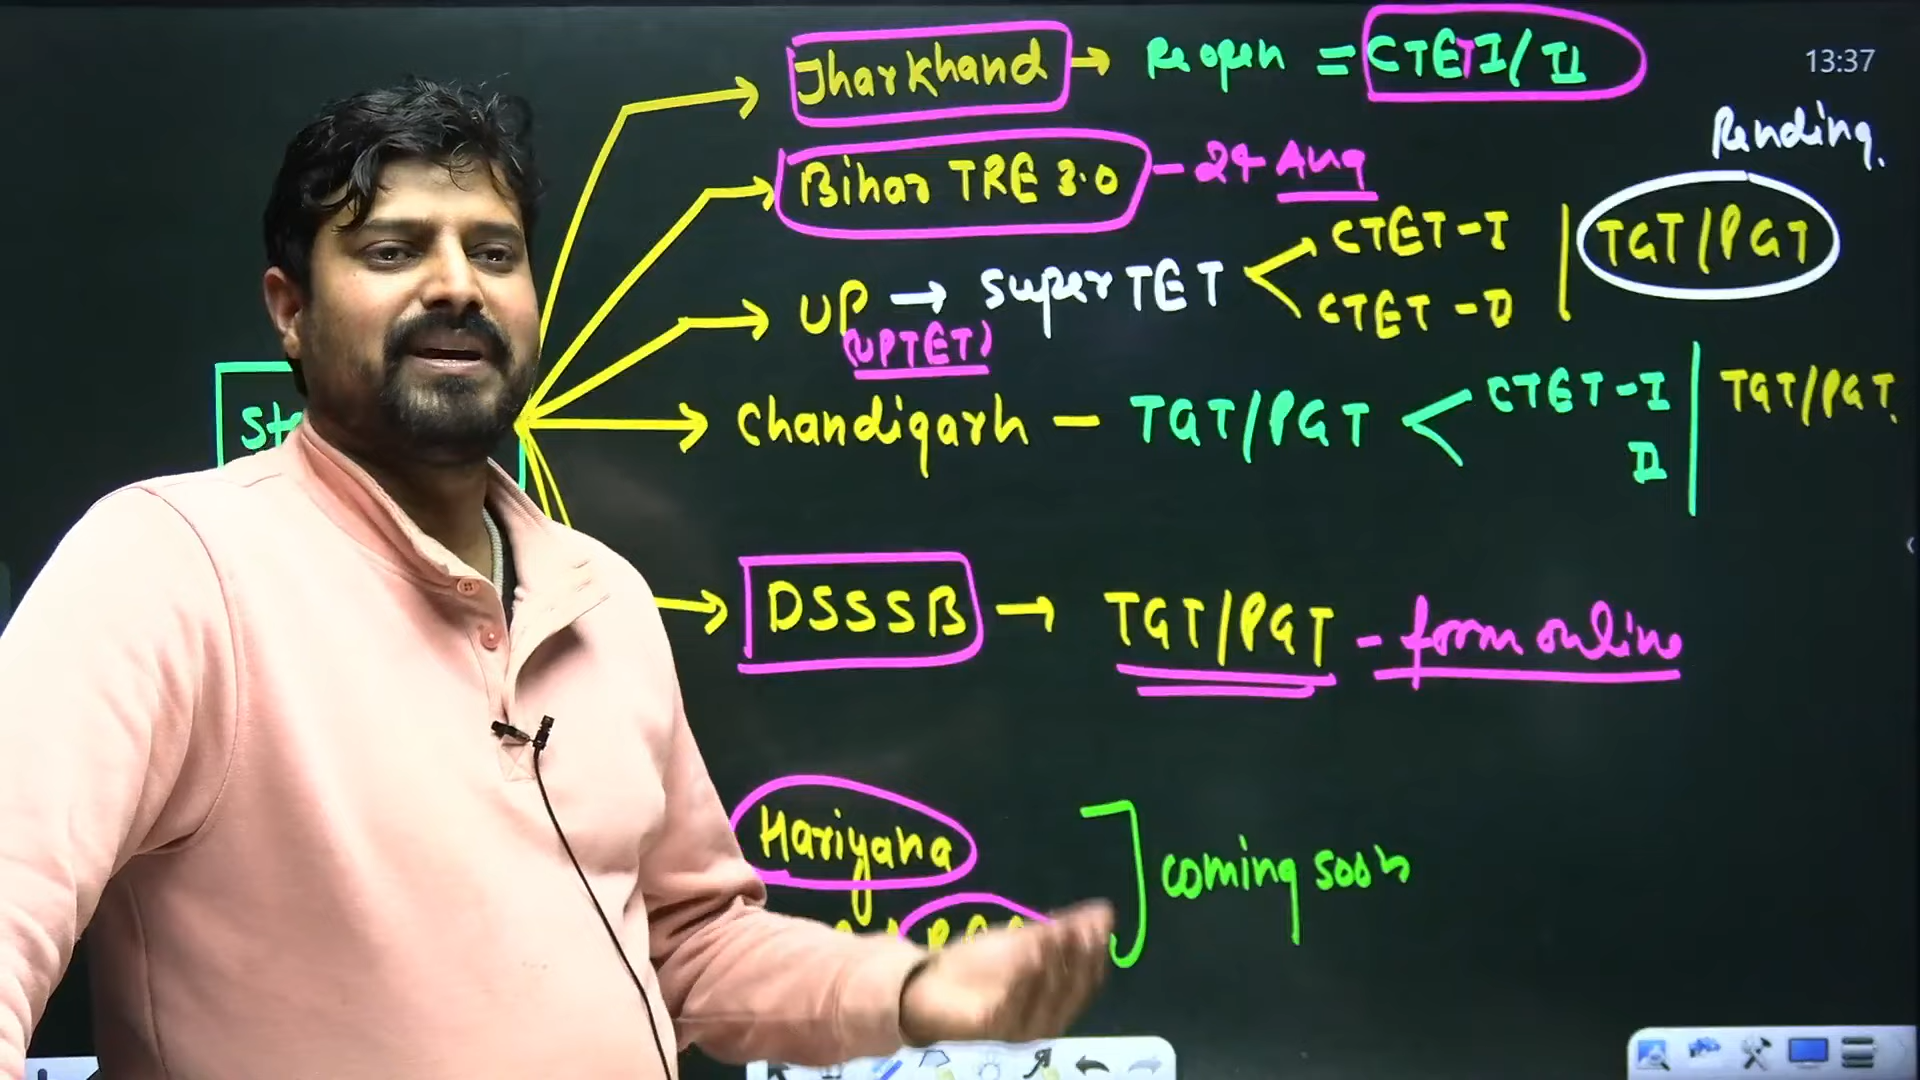 Jharkhand → Reopen = CTET I / II
13:37
Pending.
Bihar TRE 3.0 - 24 Aug
UP → Super TET CTET - I TGT/PGT
(UPTET) CTET - II
Chandigarh - TGT/PGT CTET - I TGT/PGT.
II
DSSSB → TGT/PGT - form online
Hariyana
coming soon